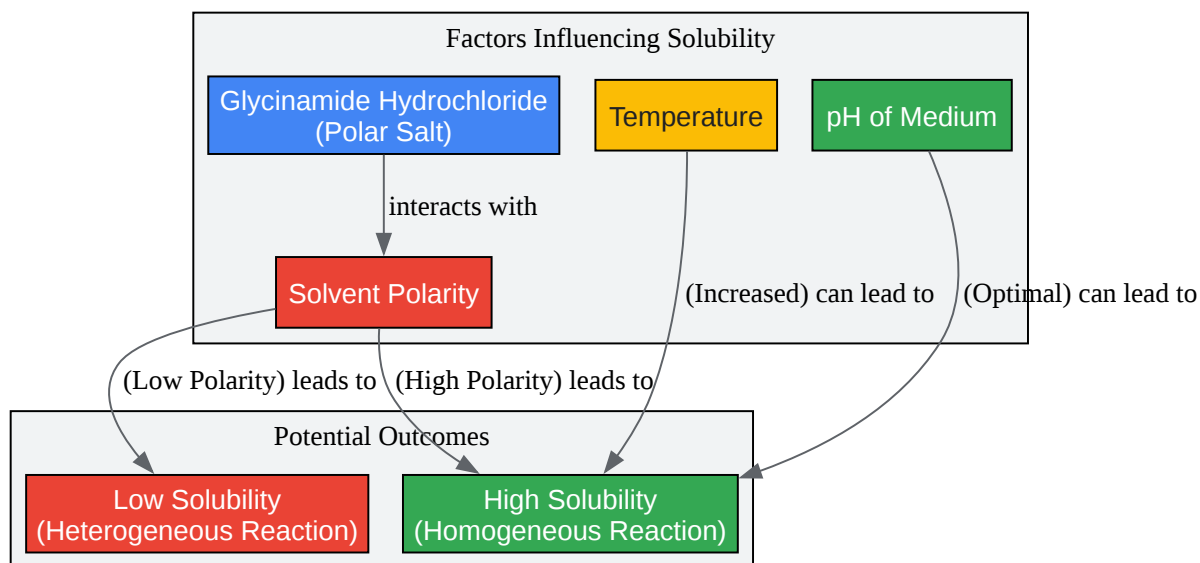 Factors Influencing Solubility
Glycinamide Hydrochloride
(Polar Salt)
Temperature
pH of Medium
interacts with
Solvent Polarity
(Increased) can lead to
(Optimal) can lead to
(Low Polarity) leads to
(High Polarity) leads to
Potential Outcomes
Low Solubility
(Heterogeneous Reaction)
High Solubility
(Homogeneous Reaction)